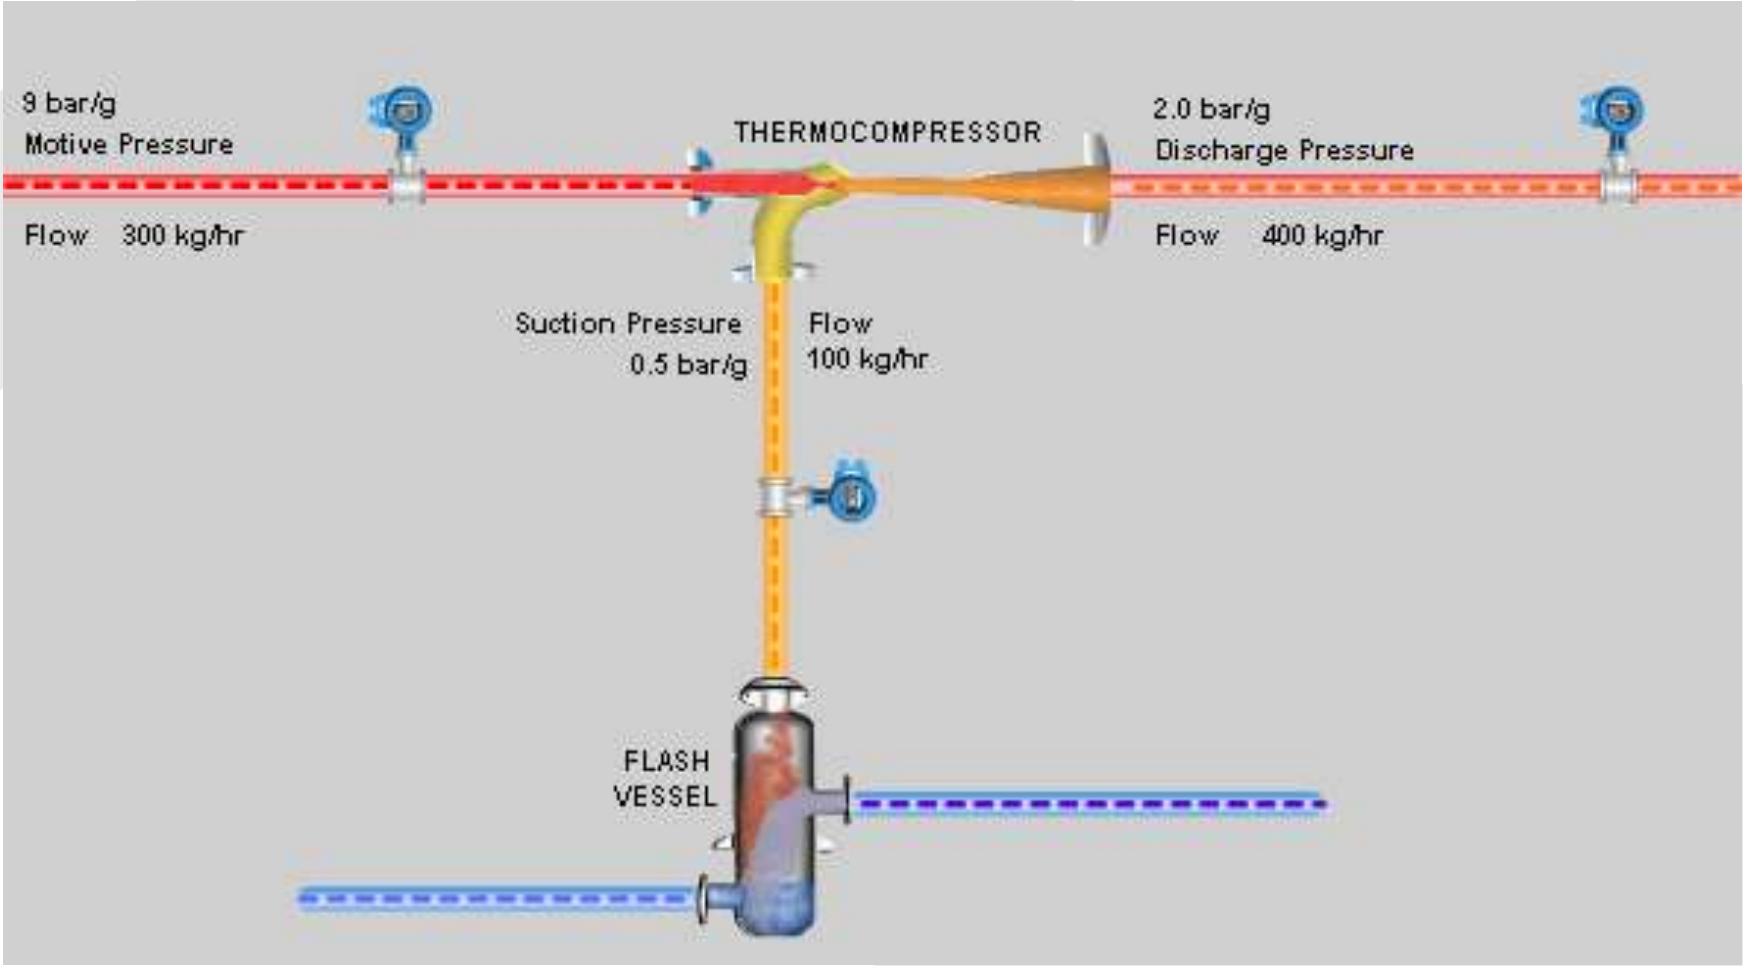 9 bar/g
Motive Pressure
Flow 300 kg/hr
THERMOCOMPRESSOR
2.0 bar/g
Discharge Pressure
Flow 400 kg/hr
Suction Pressure
0.5 bar/g
Flow
100 kg/hr
FLASH
VESSEL